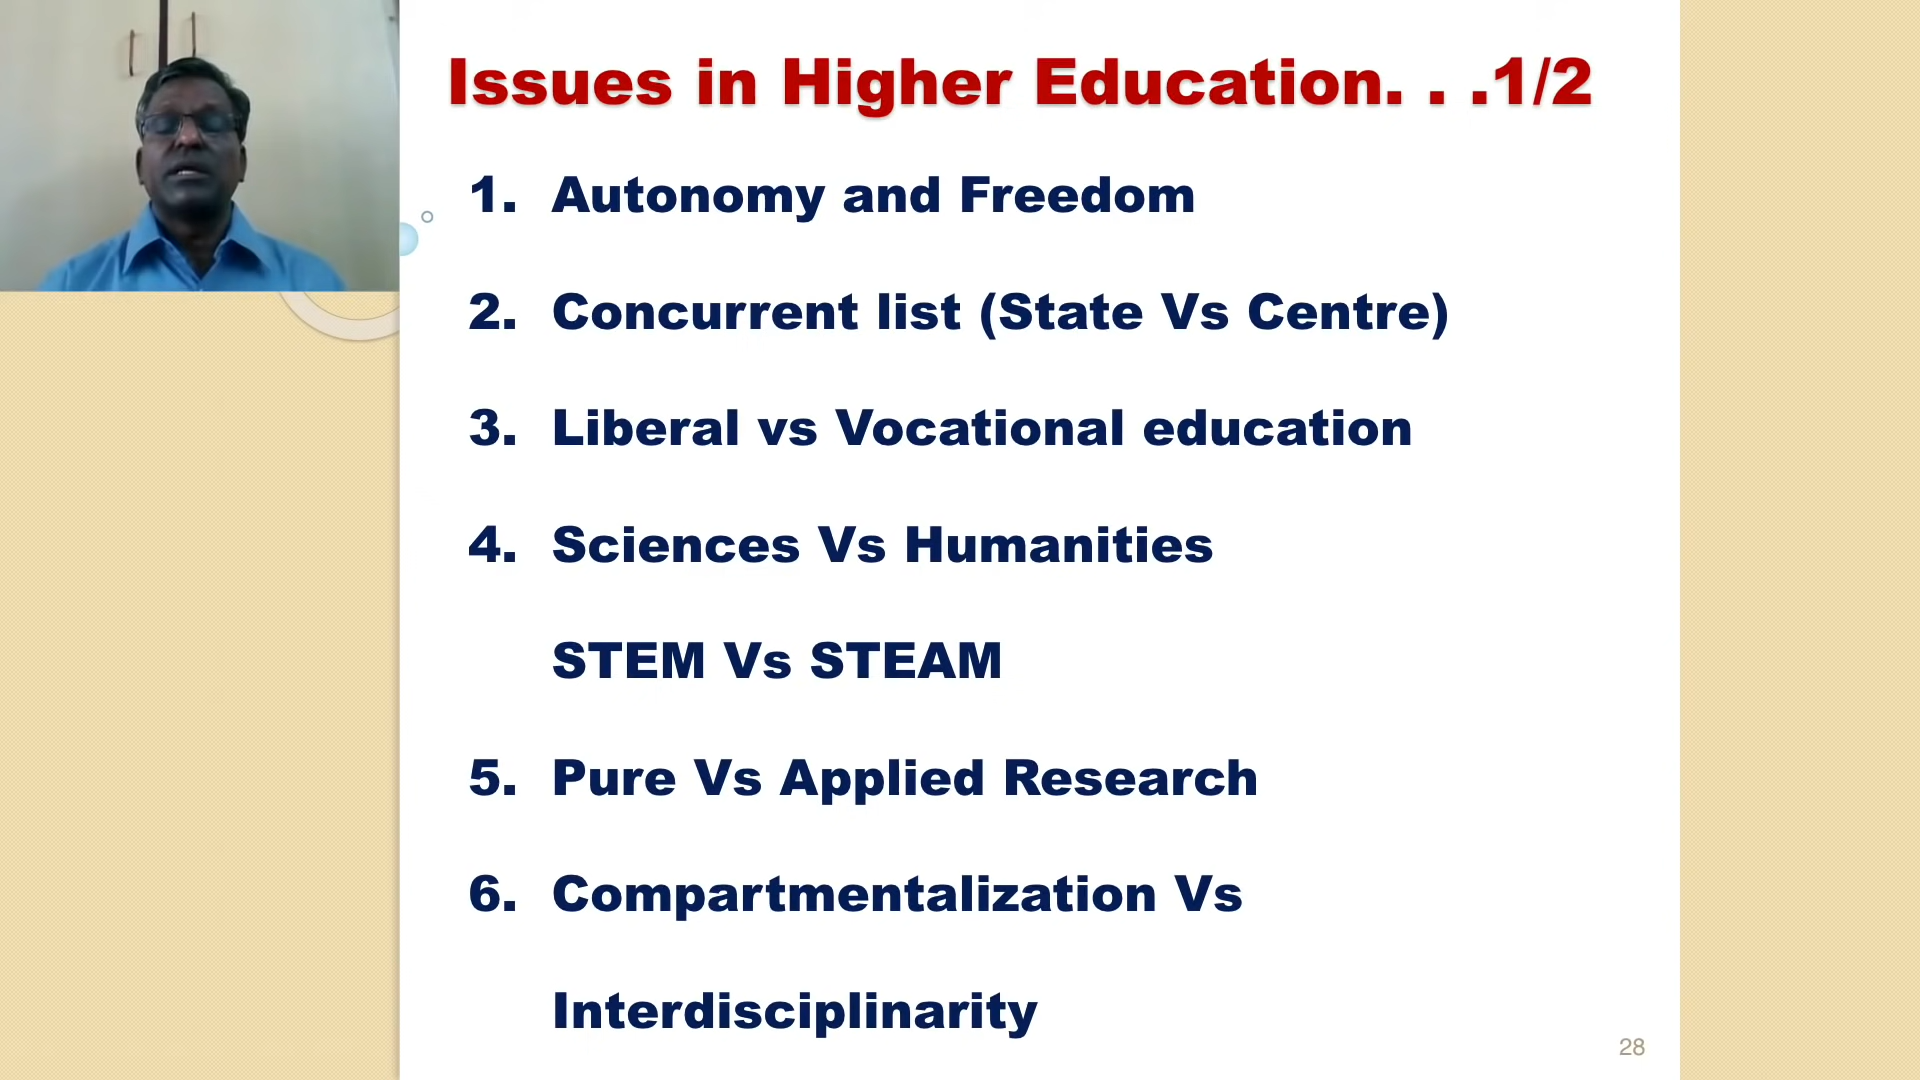 Issues in Higher Education. . .1/2
1. Autonomy and Freedom
2. Concurrent list (State Vs Centre)
3. Liberal vs Vocational education
4. Sciences Vs Humanities
STEM Vs STEAM
5. Pure Vs Applied Research
6. Compartmentalization Vs
Interdisciplinarity
28